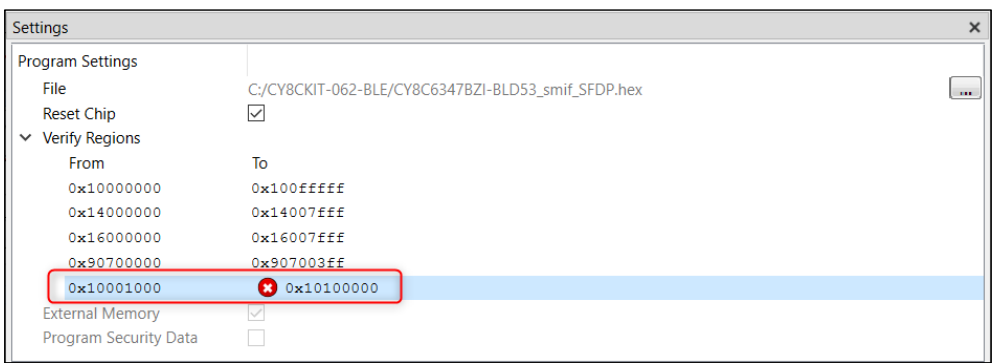 Settings
Program Settings
File C:/CY8CKIT-062-BLE/CY8C6347BZI-BLD53_smif_SFDP.hex ...
Reset Chip
Verify Regions
From To
0x10000000 0x100fffff
0x14000000 0x14007fff
0x16000000 0x16007fff
0x90700000 0x907003ff
0x10001000 0x10100000
External Memory
Program Security Data